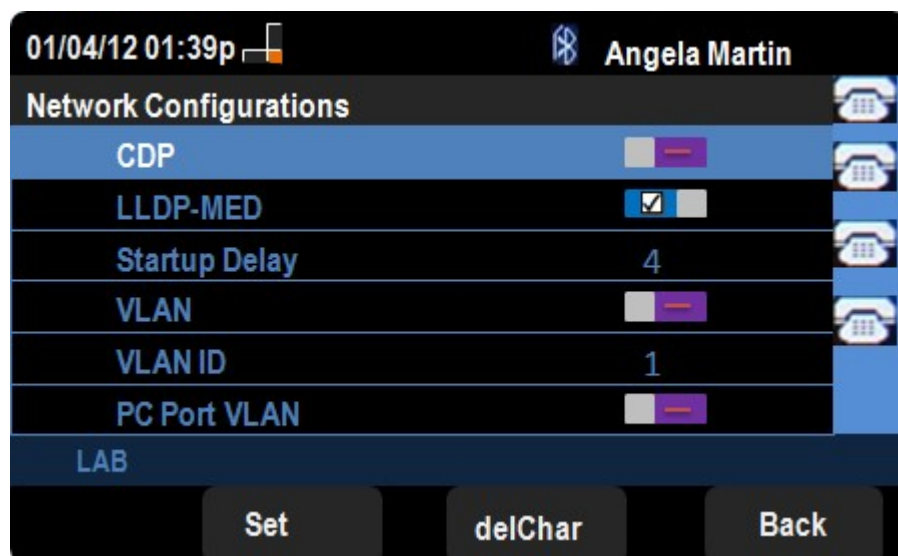 01/04/12 01:39p Angela Martin
Network Configurations
CDP
LLDP-MED
Startup Delay 4
VLAN
VLAN ID 1
PC Port VLAN
LAB
Set delChar Back